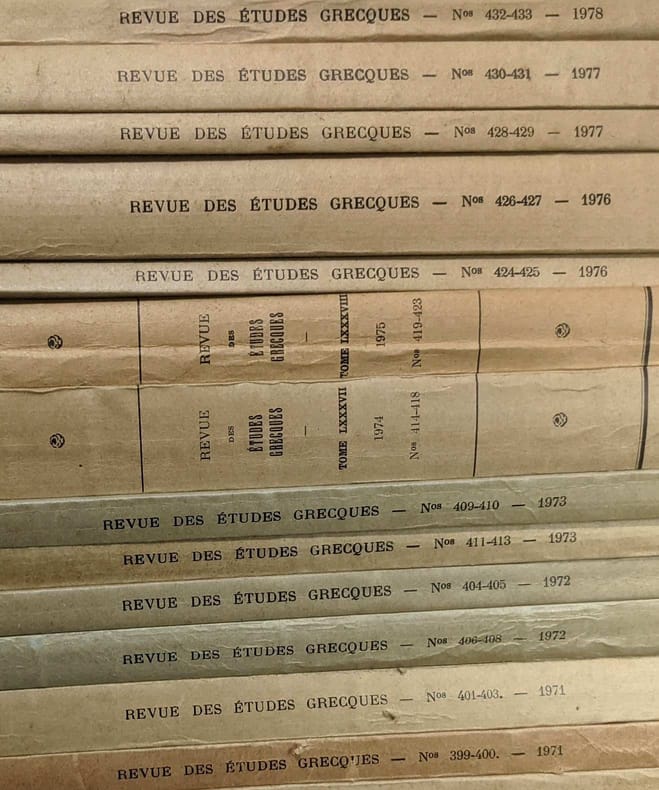 REVUE DES ÉTUDES GRECQUES — Nos 432-433 — 1978
REVUE DES ÉTUDES GRECQUES — Nos 430-431 — 1977
REVUE DES ÉTUDES GRECQUES — Nos 428-429 — 1977
REVUE DES ÉTUDES GRECQUES — Nos 426-427 — 1976
REVUE DES ÉTUDES GRECQUES — Nos 424-425 — 1976
REVUE
DES
ÉTUDES
GRECQUES
—
TOME LXXXVIII
1975
Nos 419-423
REVUE
DES
ÉTUDES
GRECQUES
—
TOME LXXXVII
1974
Nos 414-418
REVUE DES ÉTUDES GRECQUES — Nos 409-410 — 1973
REVUE DES ÉTUDES GRECQUES — Nos 411-413 — 1973
REVUE DES ÉTUDES GRECQUES — Nos 404-405 — 1972
REVUE DES ÉTUDES GRECQUES — Nos 406-408 — 1972
REVUE DES ÉTUDES GRECQUES — Nos 401-403. — 1971
REVUE DES ÉTUDES GRECQUES — Nos 399-400. — 1971